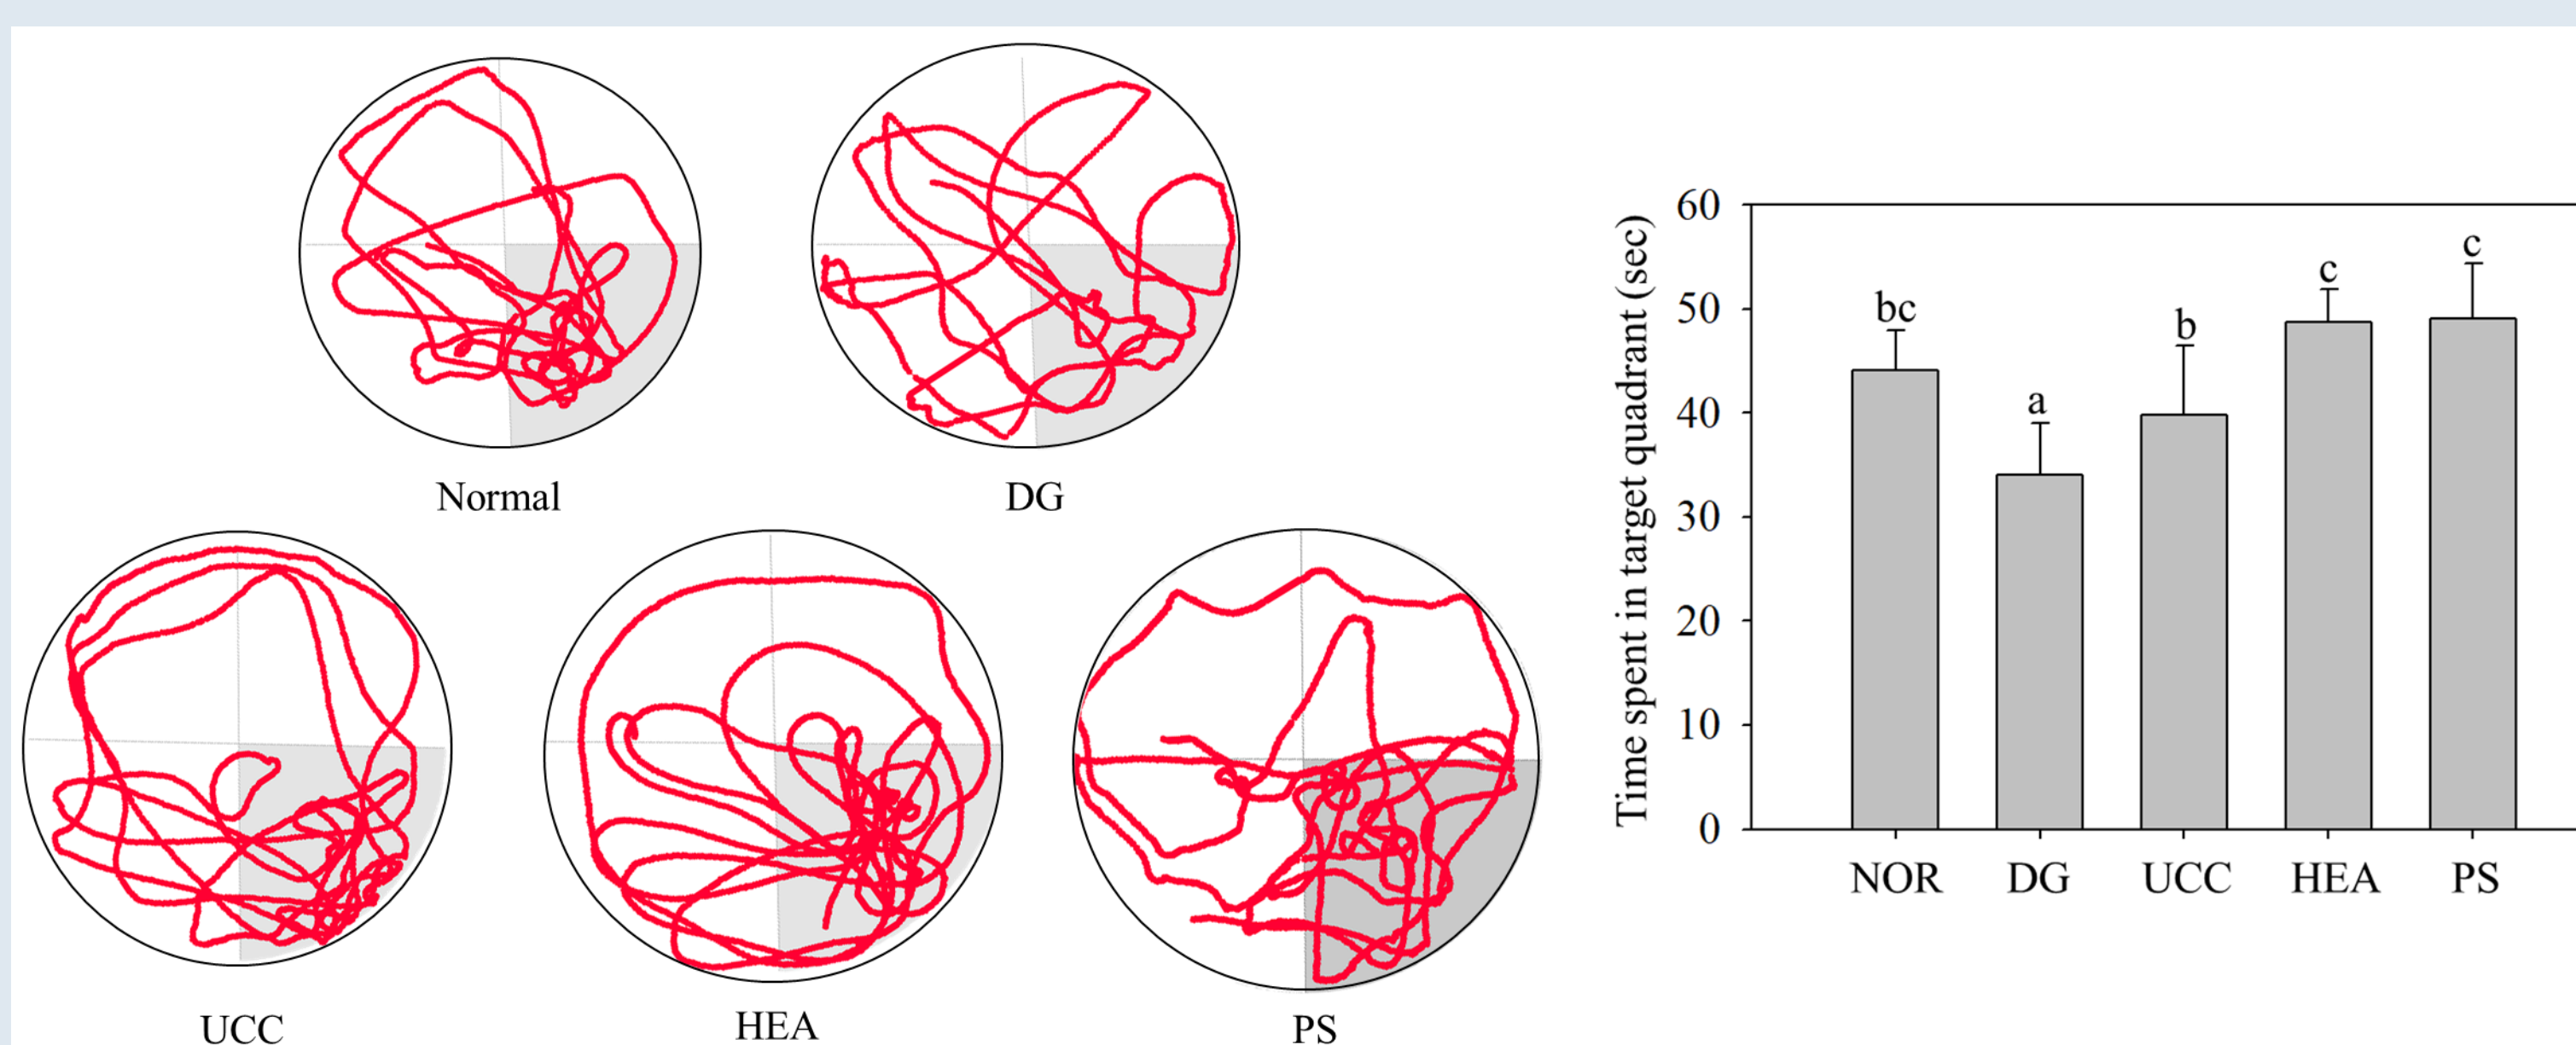 Normal
DG
UCC
HEA
PS
Time spent in target quadrant (sec)
60
50
40
30
20
10
0
bc
a
b
c
c
NOR
DG
UCC
HEA
PS